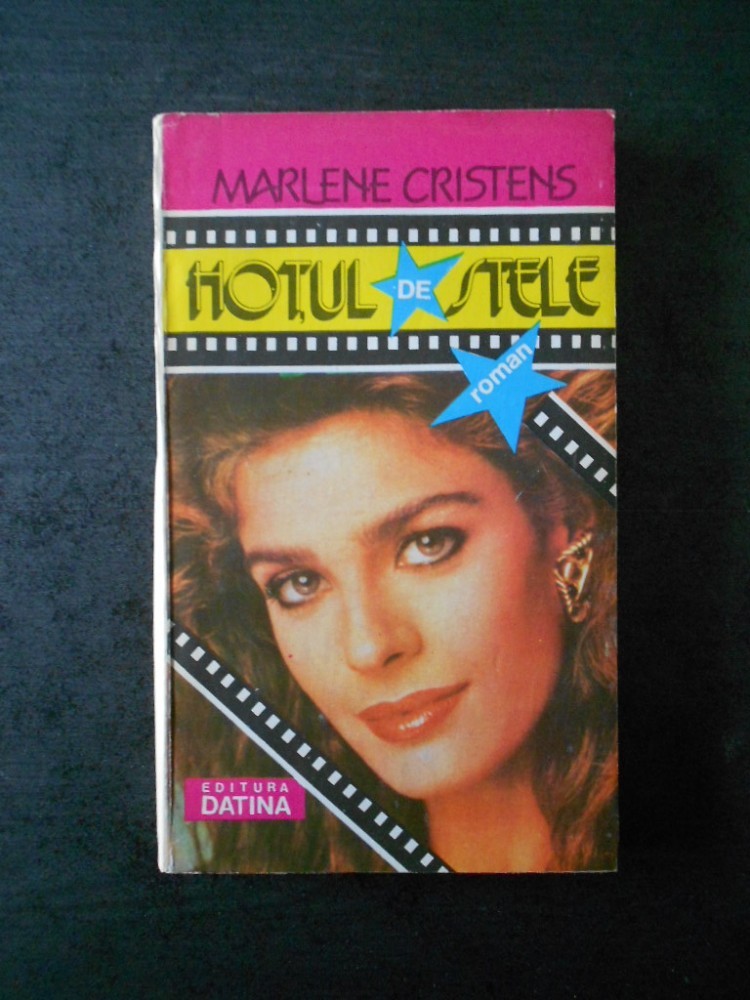 MARLENE CRISTENS
HOȚUL DE STELE
roman
EDITURA
DATINA